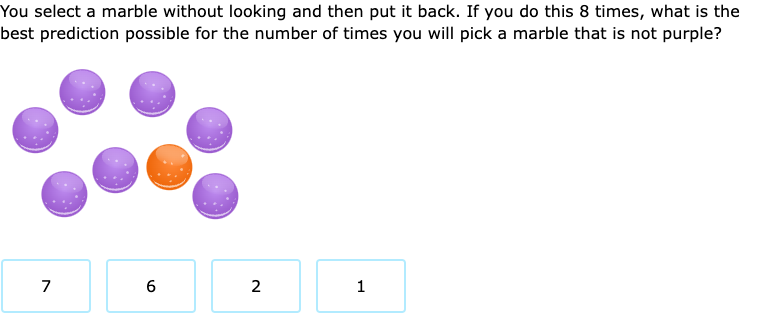 You select a marble without looking and then put it back. If you do this 8 times, what is the
best prediction possible for the number of times you will pick a marble that is not purple?
7
6
2
1